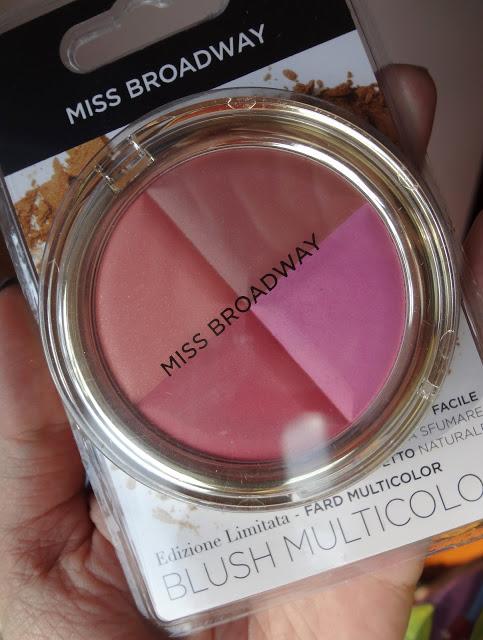 MISS BROADWAY
MISS BROADWAY
FACILE
SFUMARE
NATURALE
Edizione Limitata - FARD MULTICOLOR
BLUSH MULTICOLO